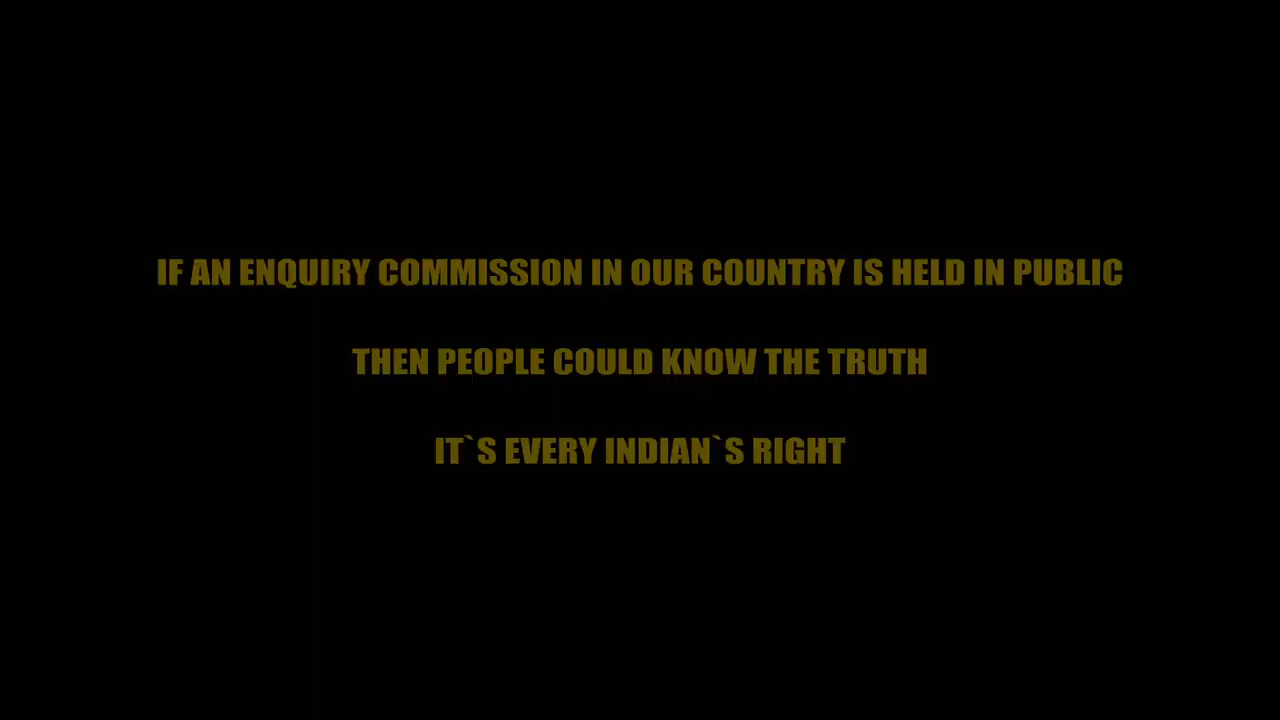 IF AN ENQUIRY COMMISSION IN OUR COUNTRY IS HELD IN PUBLIC
THEN PEOPLE COULD KNOW THE TRUTH
IT`S EVERY INDIAN`S RIGHT